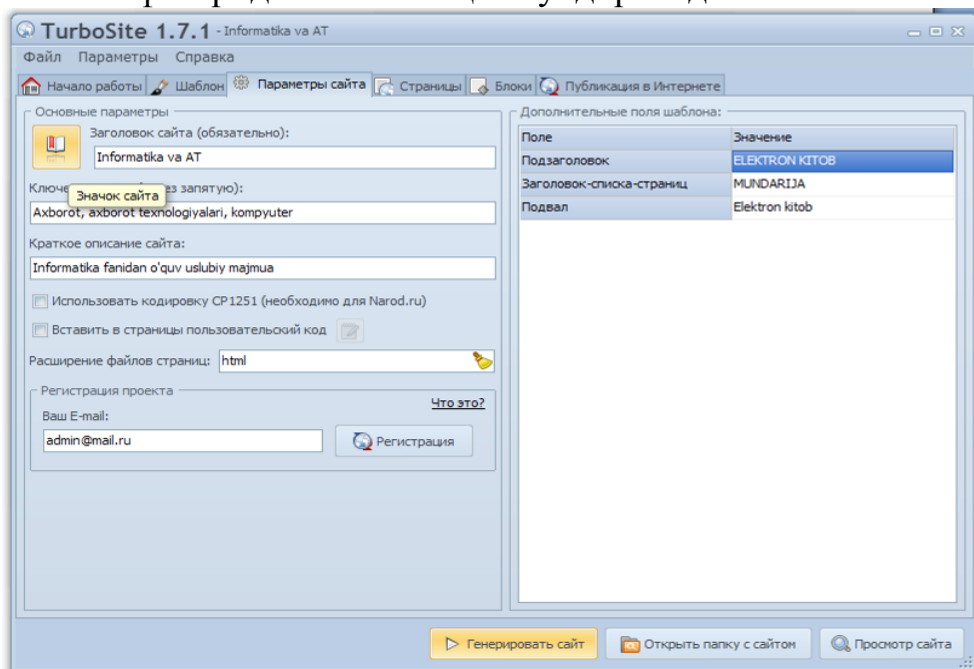 TurboSite 1.7.1 - Informatika va AT
Файл Параметры Справка
Начало работы Шаблон Параметры сайта Страницы Блоки Публикация в Интернете
Основные параметры
Заголовок сайта (обязательно):
Informatika va AT
Значок сайта
запятую):
Axborot, axborot texnologiyalari, kompyuter
Краткое описание сайта:
Informatika fanidan o'quv uslubiy majmua
Использовать кодировку CP1251 (необходимо для Narod.ru)
Вставить в страницы пользовательский код
Расширение файлов страниц: html
Регистрация проекта
Что это?
Ваш E-mail:
admin@mail.ru Регистрация
Дополнительные поля шаблона:
Поле Значение
Подзаголовок ELEKTRON KITOB
Заголовок-списка-страниц MUNDARIJA
Подвал Elektron kitob
Генерировать сайт Открыть папку с сайтом Просмотр сайта